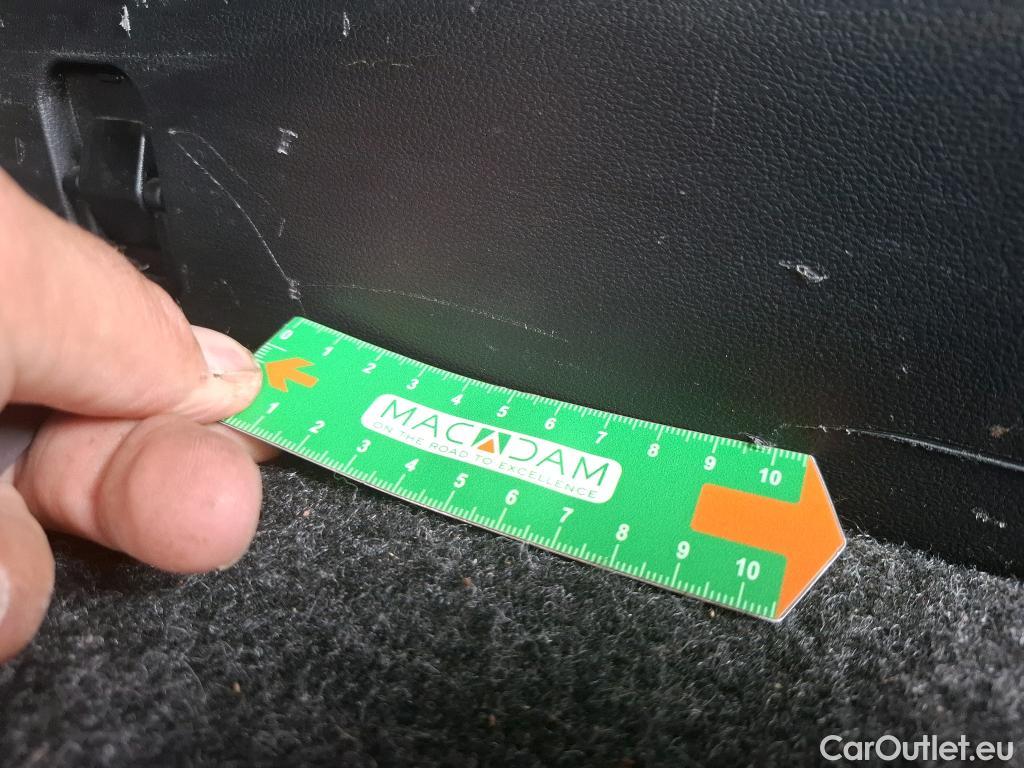 0 1 2 3 4 5 6 7 8 9 10
MACADAM
ON THE ROAD TO EXCELLENCE
1 2 3 4 5 6 7 8 9 10
CarOutlet.eu